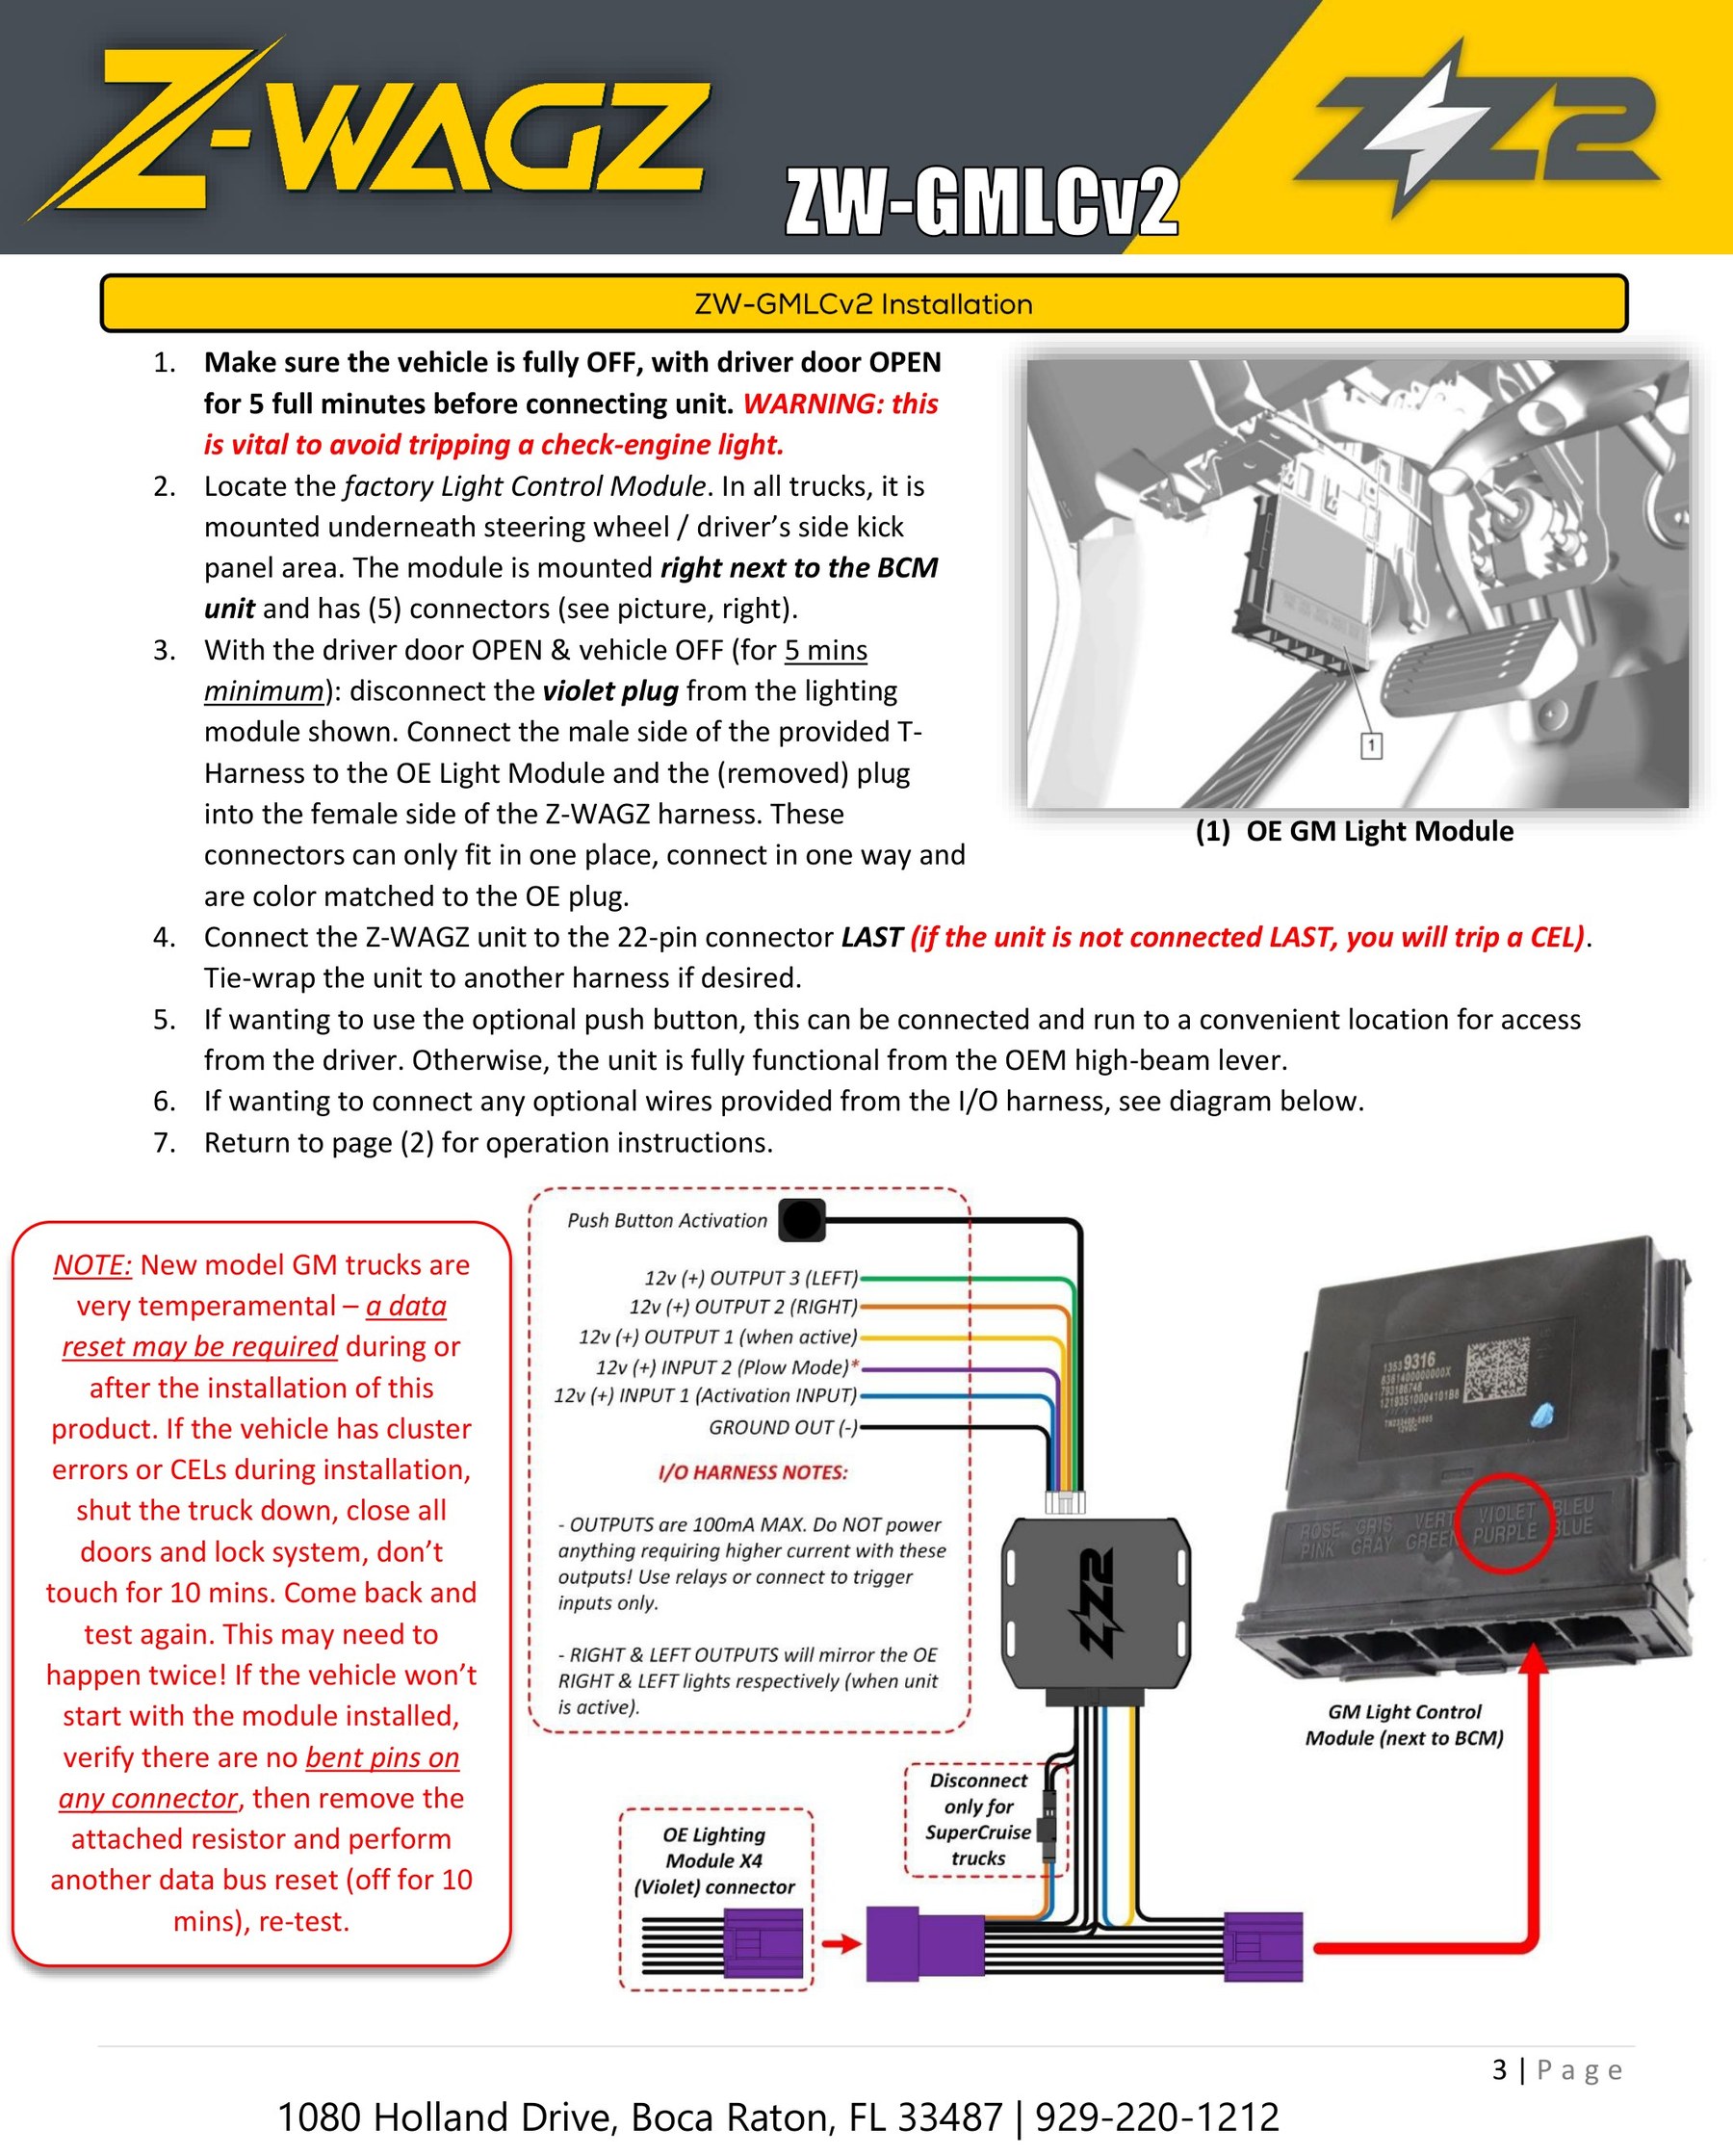 Z-WAGZ
ZW-GMLCv2
ZZ2
ZW-GMLCv2 Installation
1. Make sure the vehicle is fully OFF, with driver door OPEN
for 5 full minutes before connecting unit. WARNING: this
is vital to avoid tripping a check-engine light.
2. Locate the factory Light Control Module. In all trucks, it is
mounted underneath steering wheel / driver's side kick
panel area. The module is mounted right next to the BCM
unit and has (5) connectors (see picture, right).
3. With the driver door OPEN & vehicle OFF (for 5 mins
minimum): disconnect the violet plug from the lighting
module shown. Connect the male side of the provided T-
Harness to the OE Light Module and the (removed) plug
into the female side of the Z-WAGZ harness. These
connectors can only fit in one place, connect in one way and
are color matched to the OE plug.
1
(1) OE GM Light Module
4. Connect the Z-WAGZ unit to the 22-pin connector LAST (if the unit is not connected LAST, you will trip a CEL).
Tie-wrap the unit to another harness if desired.
5. If wanting to use the optional push button, this can be connected and run to a convenient location for access
from the driver. Otherwise, the unit is fully functional from the OEM high-beam lever.
6. If wanting to connect any optional wires provided from the I/O harness, see diagram below.
7. Return to page (2) for operation instructions.
NOTE: New model GM trucks are
very temperamental – a data
reset may be required during or
after the installation of this
product. If the vehicle has cluster
errors or CELs during installation,
shut the truck down, close all
doors and lock system, don't
touch for 10 mins. Come back and
test again. This may need to
happen twice! If the vehicle won't
start with the module installed,
verify there are no bent pins on
any connector, then remove the
attached resistor and perform
another data bus reset (off for 10
mins), re-test.
Push Button Activation
12v (+) OUTPUT 3 (LEFT)
12v (+) OUTPUT 2 (RIGHT)
12v (+) OUTPUT 1 (when active)
12v (+) INPUT 2 (Plow Mode)*
12v (+) INPUT 1 (Activation INPUT)
GROUND OUT (-)
I/O HARNESS NOTES:
- OUTPUTS are 100mA MAX. Do NOT power
anything requiring higher current with these
outputs! Use relays or connect to trigger
inputs only.
- RIGHT & LEFT OUTPUTS will mirror the OE
RIGHT & LEFT lights respectively (when unit
is active).
ZZ2
1353 9316
ROSE GRIS VERT VIOLET BLEU
PINK GRAY GREEN PURPLE BLUE
GM Light Control
Module (next to BCM)
Disconnect
only for
SuperCruise
trucks
OE Lighting
Module X4
(Violet) connector
3 | Page
1080 Holland Drive, Boca Raton, FL 33487 | 929-220-1212